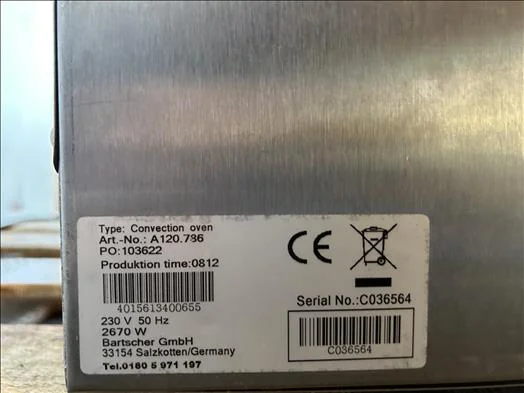 Type: Convection oven
Art.-No.: A120.786
PO:103622
Produktion time:0812
4015613400655
230 V 50 Hz
2670 W
Bartscher GmbH
33154 Salzkotten/Germany
Tel.0180 5 971 197
CE
Serial No.:C036564
C036564